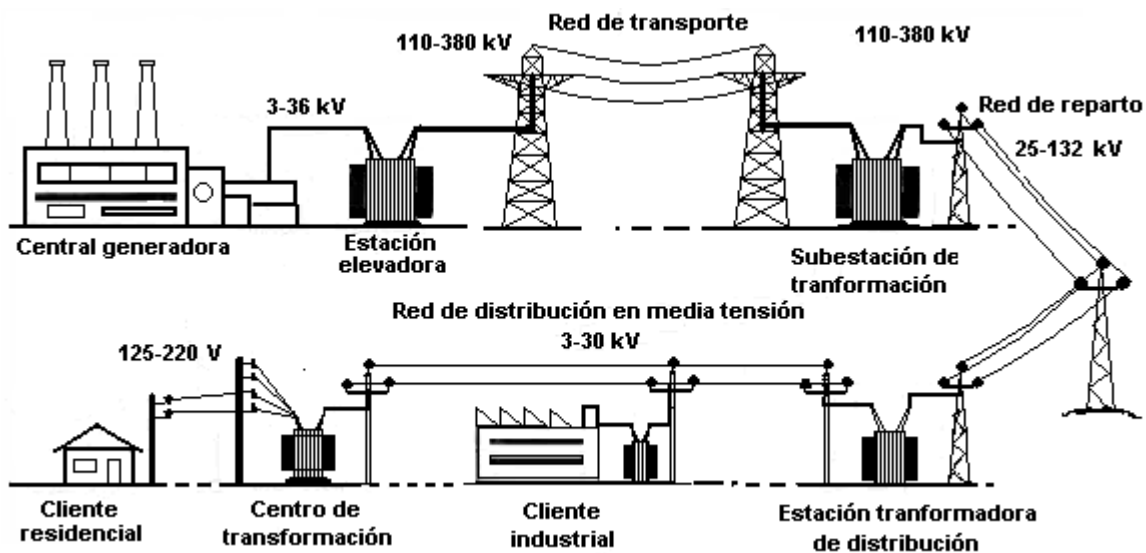 Red de transporte
110-380 kV
110-380 kV
3-36 kV
Red de reparto
25-132 kV
Central generadora
Estación
elevadora
Subestación de
tranformación
Red de distribución en media tensión
3-30 kV
125-220 V
Cliente
residencial
Centro de
transformación
Cliente
industrial
Estación tranformadora
de distribución